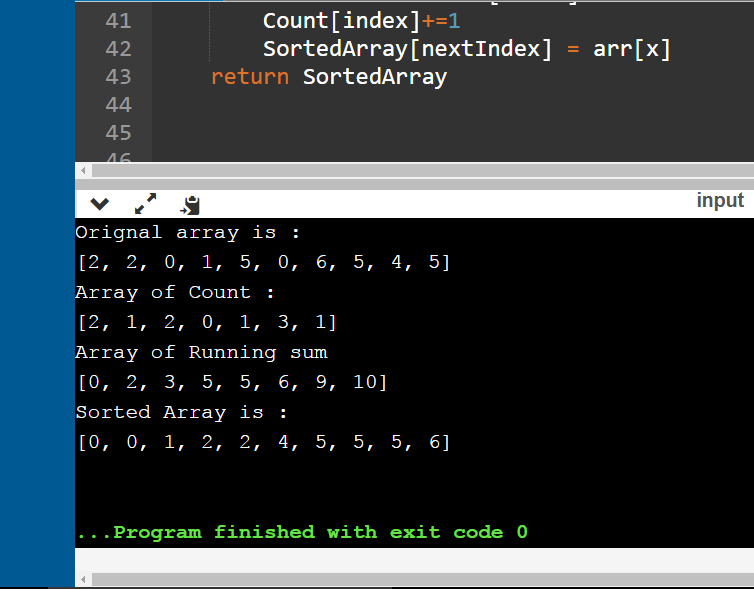 41 Count[index]+=1
42 SortedArray[nextIndex] = arr[x]
43 return SortedArray
44
45
46
input
Orignal array is :
[2, 2, 0, 1, 5, 0, 6, 5, 4, 5]
Array of Count :
[2, 1, 2, 0, 1, 3, 1]
Array of Running sum
[0, 2, 3, 5, 5, 6, 9, 10]
Sorted Array is :
[0, 0, 1, 2, 2, 4, 5, 5, 5, 6]
...Program finished with exit code 0